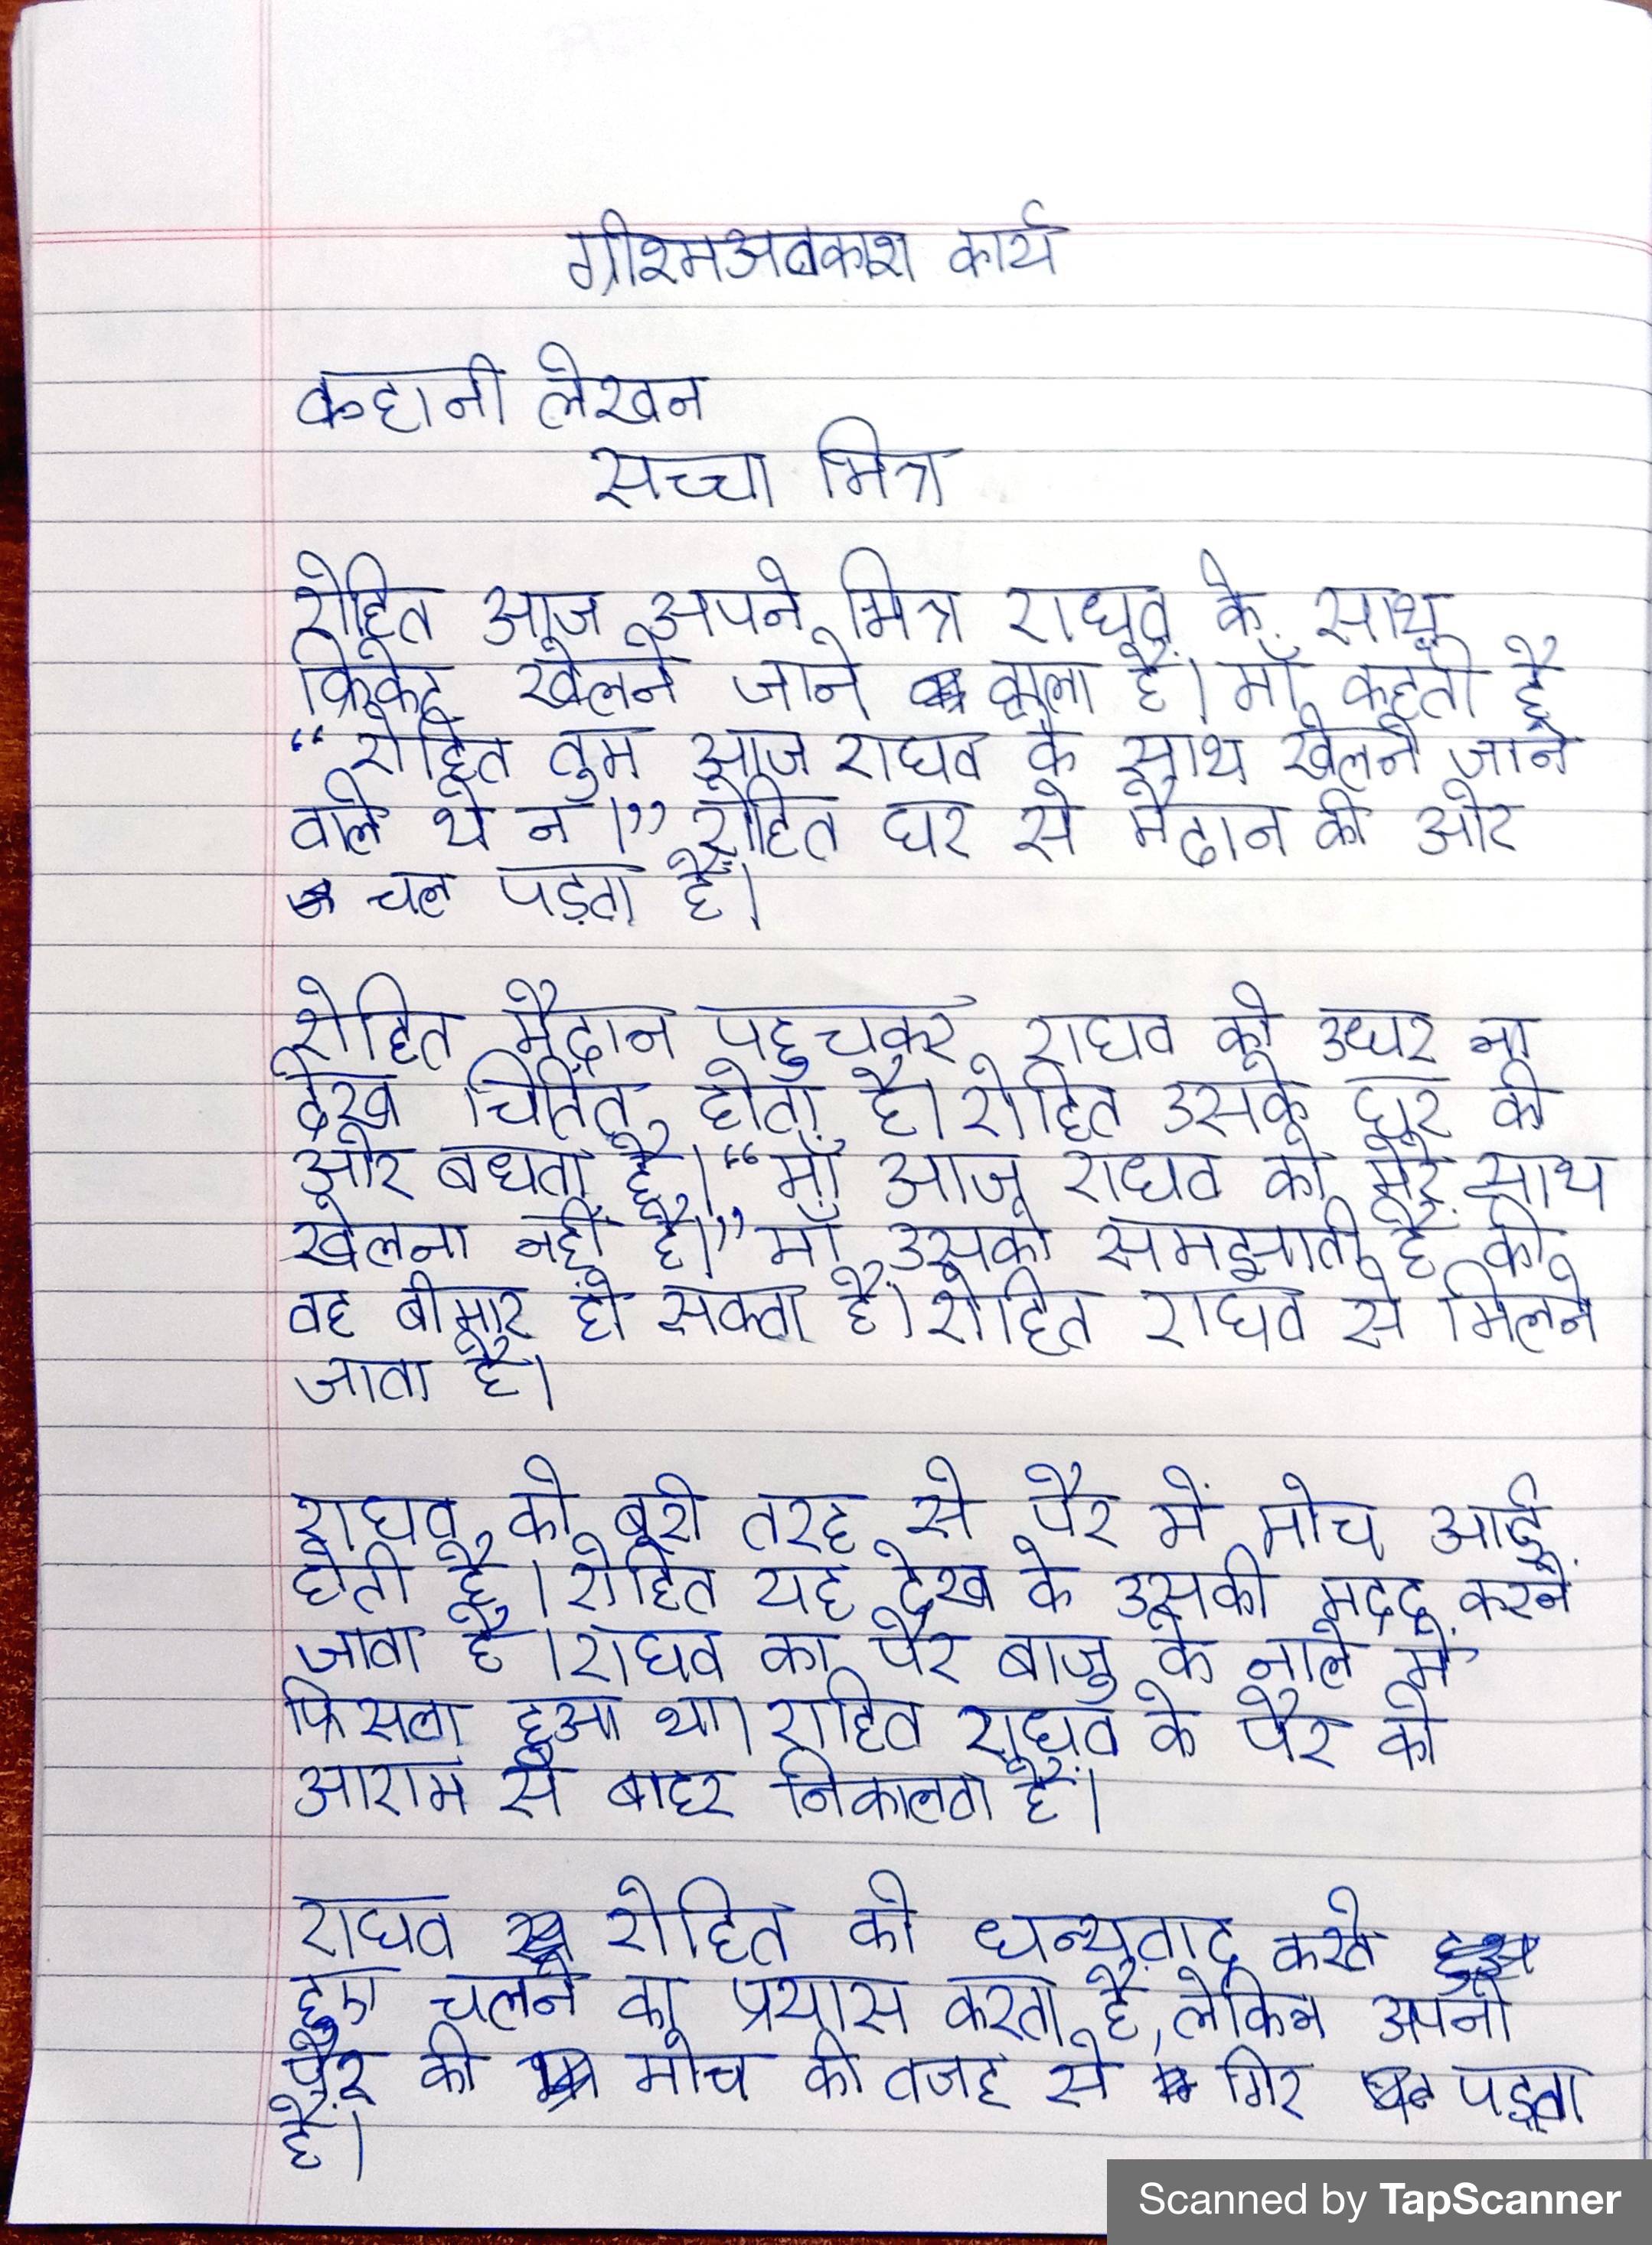 ग्रीश्मअवकाश कार्य
कहानी लेखन
सच्चा मित्र
रोहित आज अपने मित्र राघव के साथ
क्रिकेट खेलने जाने वाला है। माँ कहती है
“रोहित तुम आज राघव के साथ खेलने जाने
वाले थे न।” रोहित घर से मैदान की ओर
चल पड़ता है।
रोहित मैदान पहुचकर राघव को उधर ना
देख चिंतित होता है। रोहित उसके घर की
ओर बधता है। “माँ आज राघव को मेरे साथ
खेलना नहीं है।” माँ उसको समझाती है की
वह बीमार हो सकता है। रोहित राघव से मिलने
जाता है।
राघव को बुरी तरह से पैर में मोच आई
होती है। रोहित यह देख के उसकी मदद करने
जाता है। राघव का पैर बाजु के नाले में
फिसला हुआ था। राहित राघव के पैर को
आराम से बाहर निकालता है।
राघव रोहित को धन्यवाद करते
हुए चलने का प्रयास करता है, लेकिन अपनी
पैर की मोच की वजह से गिर पड़ता
है।
Scanned by TapScanner